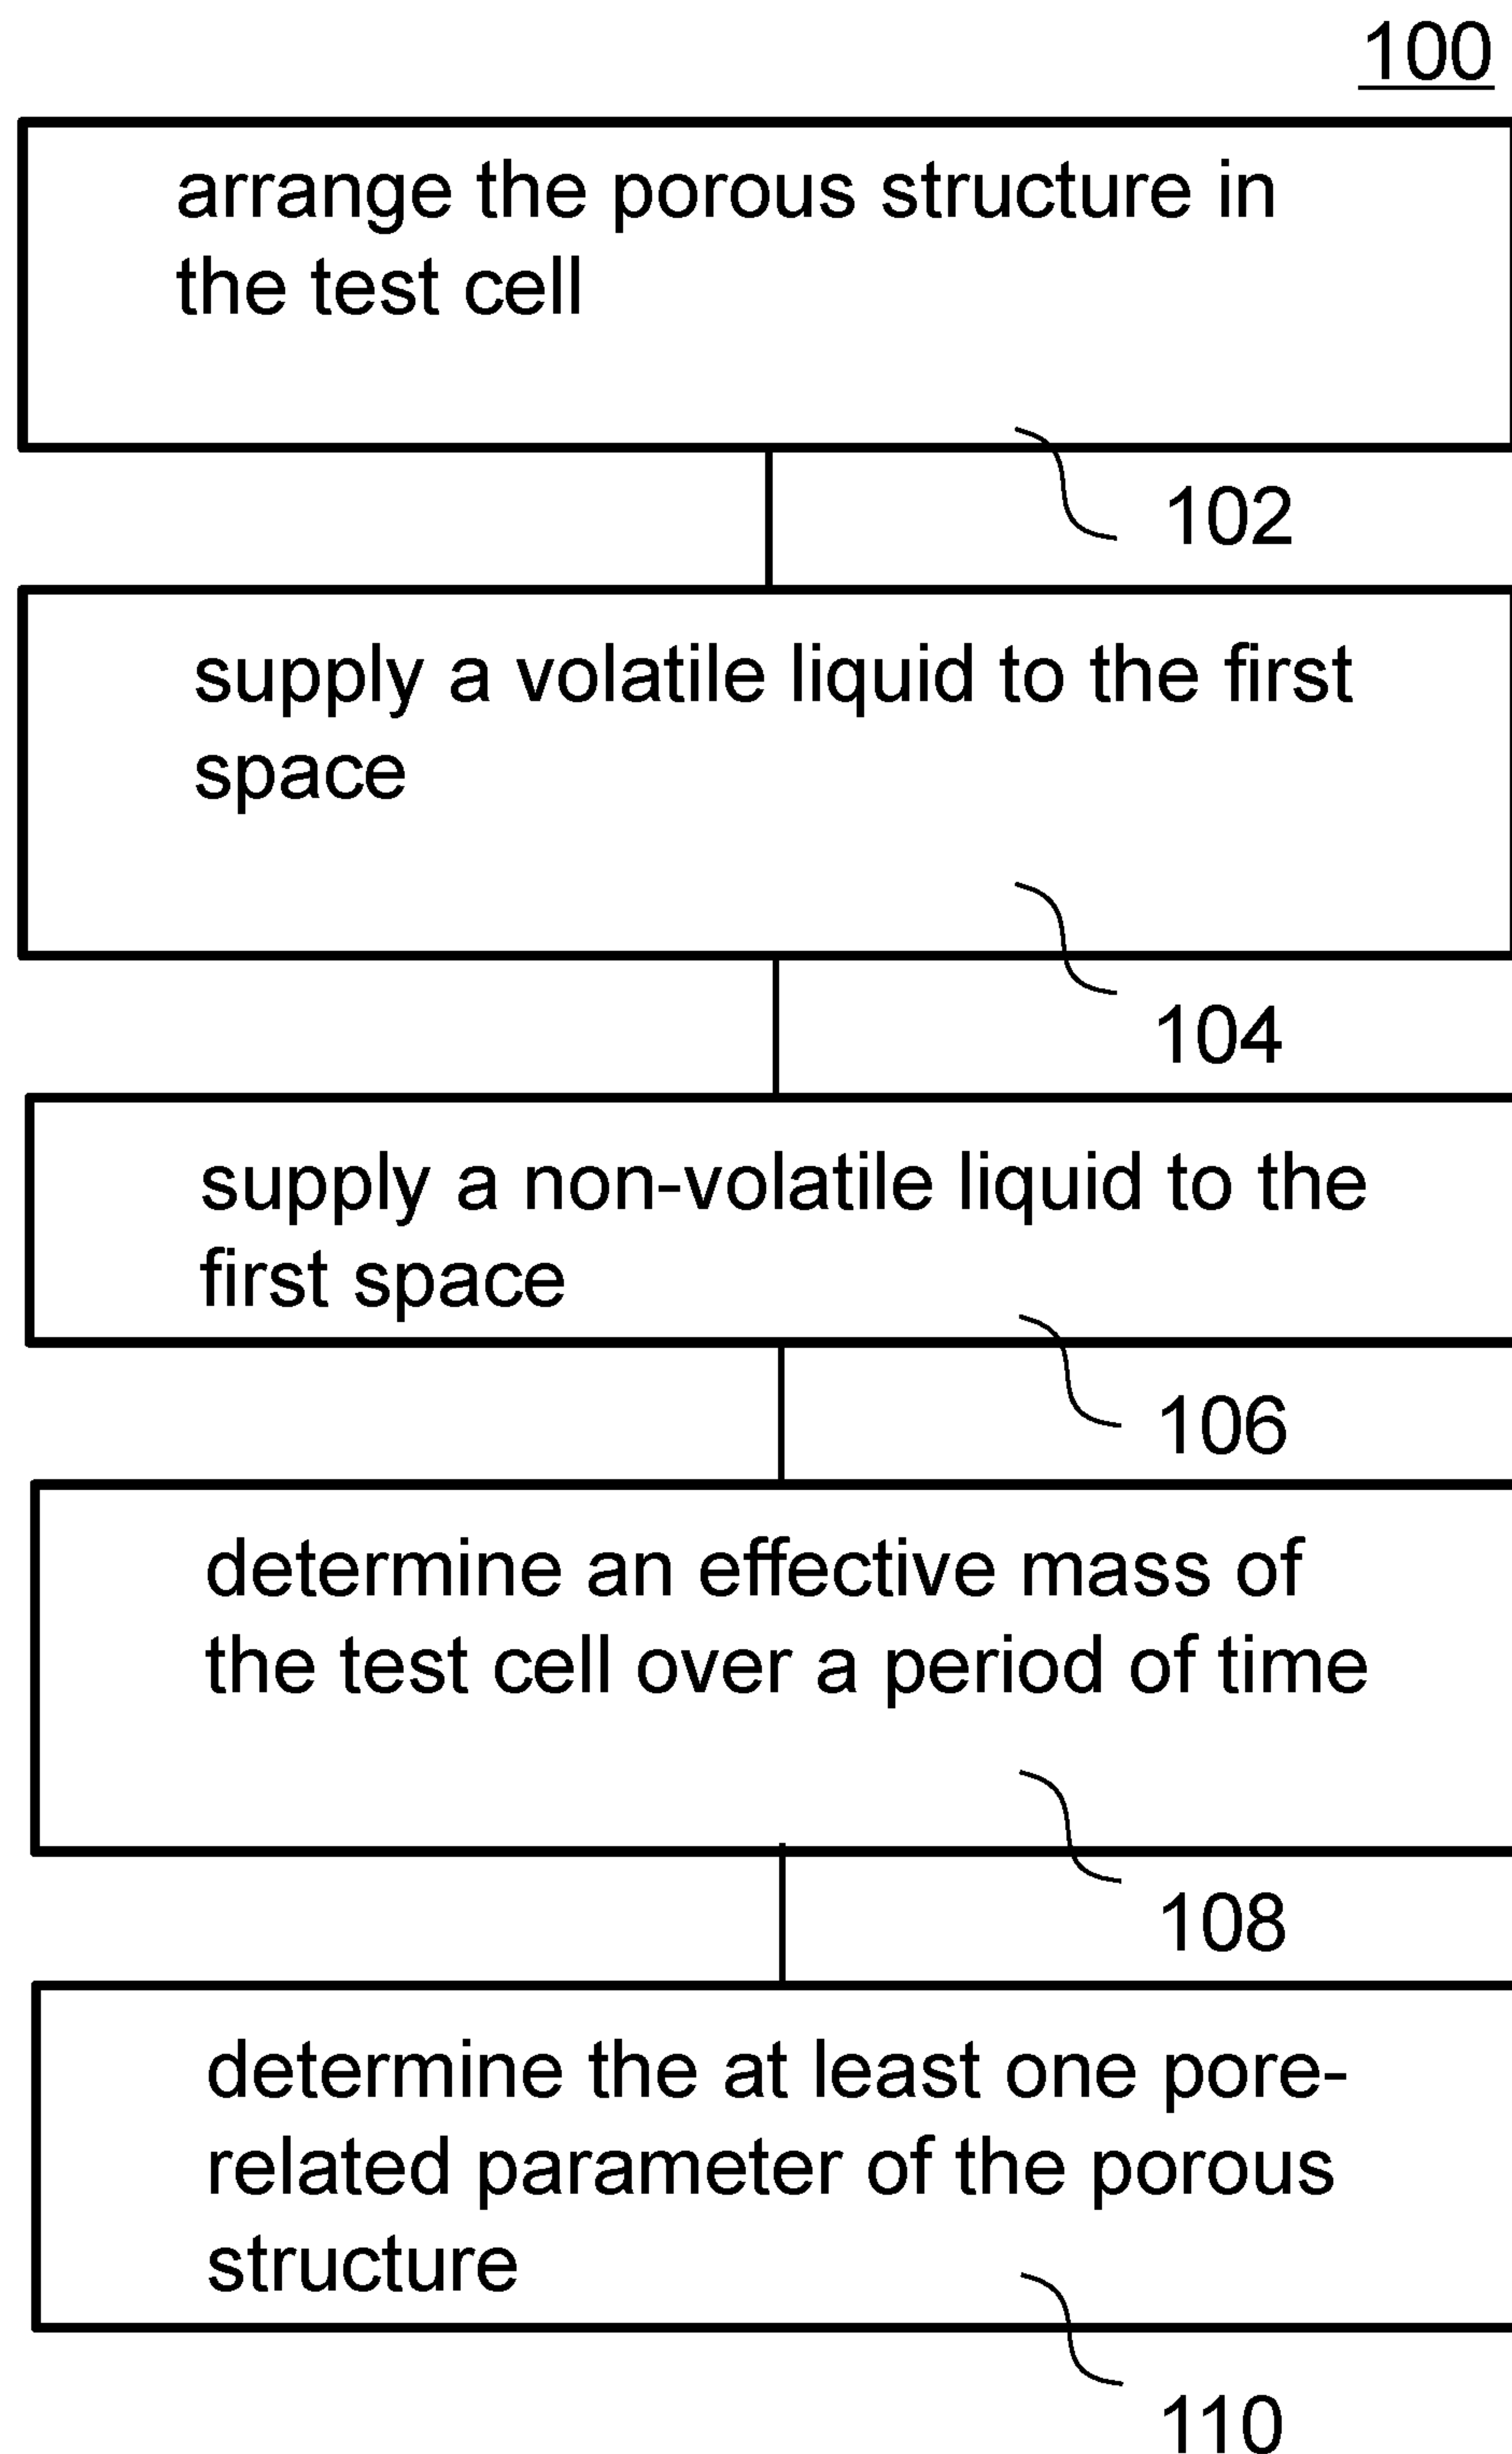 100
arrange the porous structure in
the test cell
102
supply a volatile liquid to the first
space
104
supply a non-volatile liquid to the
first space
106
determine an effective mass of
the test cell over a period of time
108
determine the at least one pore-
related parameter of the porous
structure
110